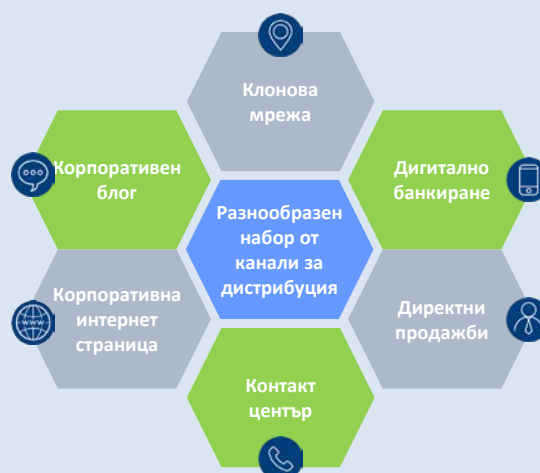 Клонова
мрежа
Корпоративен
блог
Дигитално
банкиране
Разнообразен
набор от
канали за
дистрибуция
Корпоративна
интернет
страница
www
Директни
продажби
Контакт
център